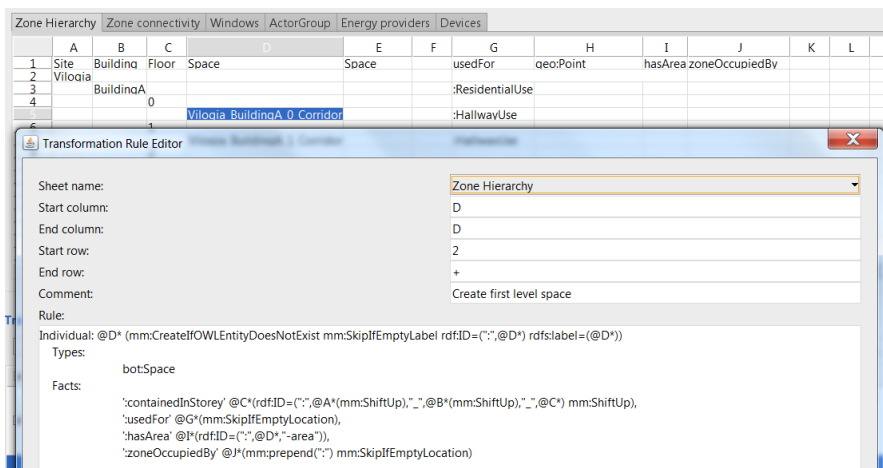 Zone Hierarchy Zone connectivity Windows ActorGroup Energy providers Devices
A B C D E F G H I J K L
1 Site Building Floor Space Space usedFor geo:Point hasArea zoneOccupiedBy
2 Vilogia
3 BuildingA :ResidentialUse
4 0
5 Vilogia_BuildingA_0_Corridor :HallwayUse
6 1
Transformation Rule Editor
Sheet name: Zone Hierarchy
Start column: D
End column: D
Start row: 2
End row: +
Comment: Create first level space
Rule:
Individual: @D* (mm:CreateIfOWLEntityDoesNotExist mm:SkipIfEmptyLabel rdf:ID=(":",@D*) rdfs:label=(@D*))
Types:
bot:Space
Facts:
':containedInStorey' @C*(rdf:ID=(":",@A*(mm:ShiftUp),"_",@B*(mm:ShiftUp),"_",@C*) mm:ShiftUp),
':usedFor' @G*(mm:SkipIfEmptyLocation),
':hasArea' @I*(rdf:ID=(":",@D*,"-area")),
':zoneOccupiedBy' @J*(mm:prepend(":") mm:SkipIfEmptyLocation)